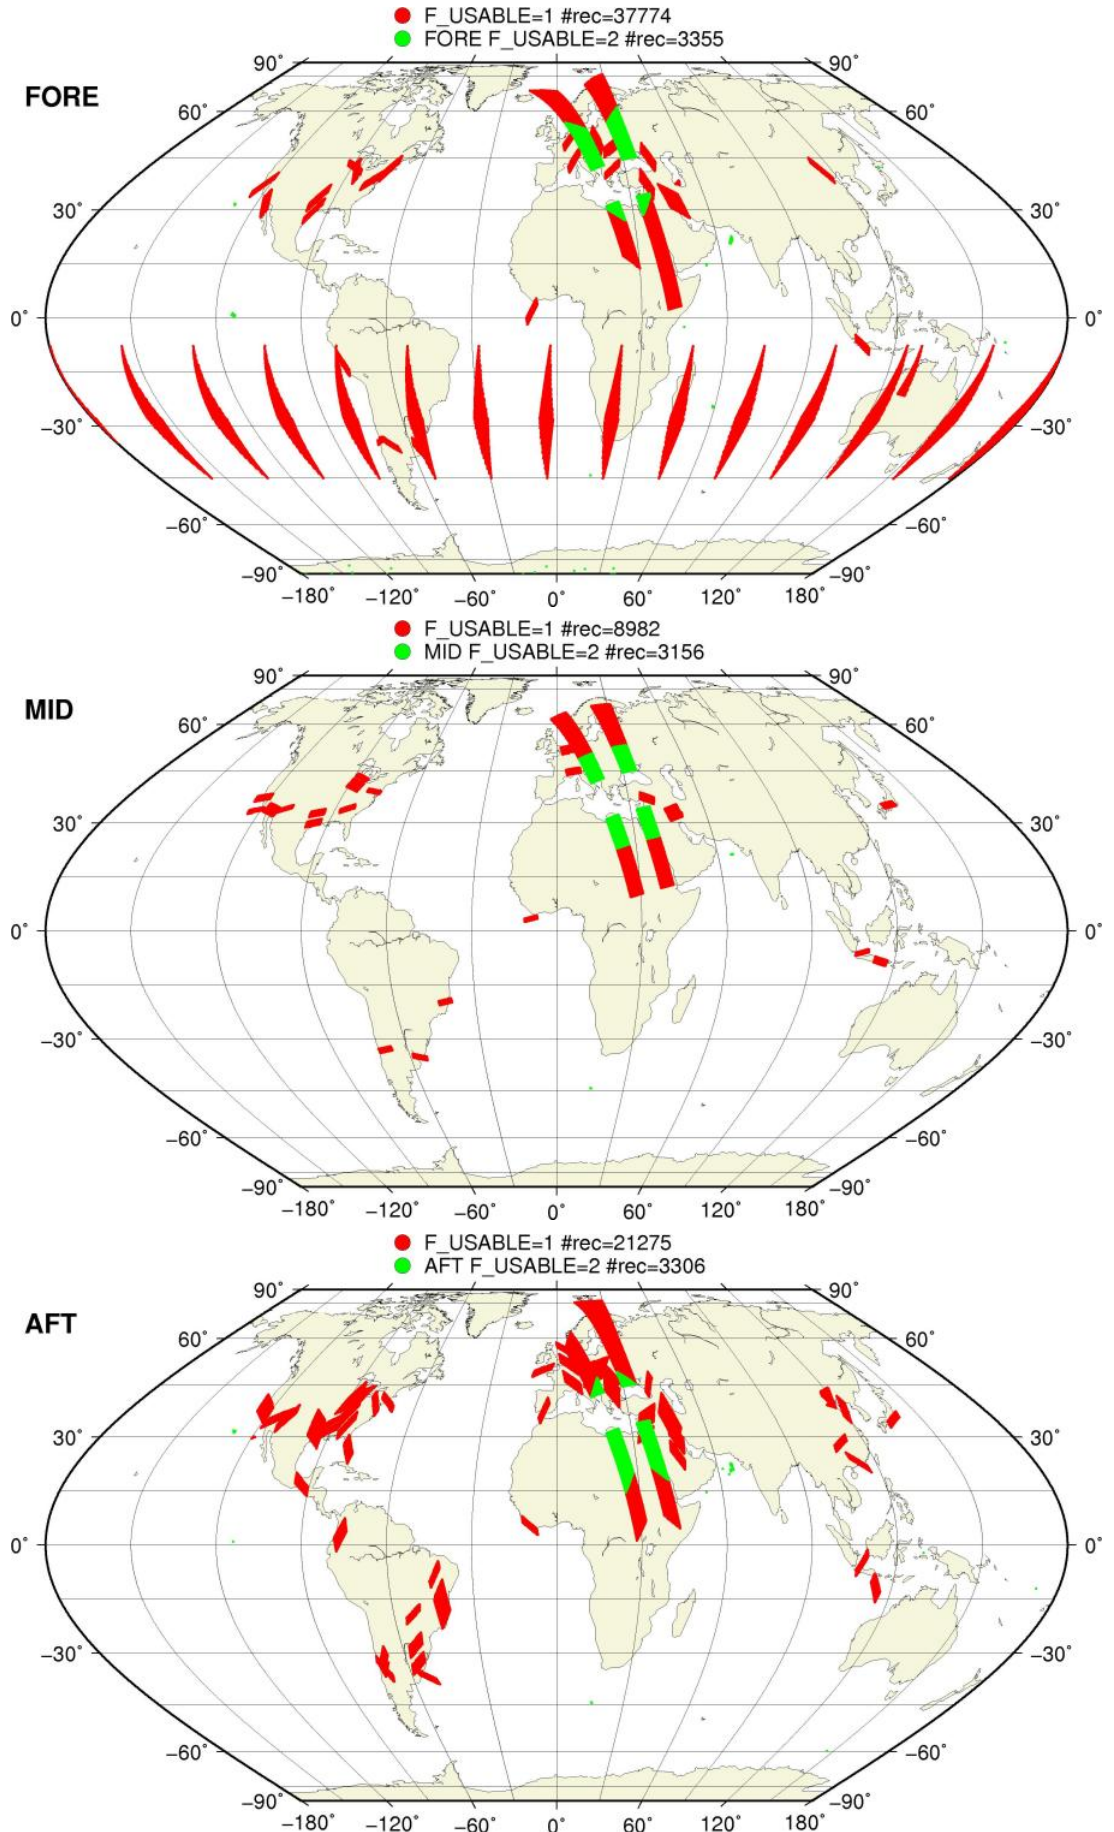 F_USABLE=1 #rec=37774
FORE F_USABLE=2 #rec=3355
FORE
90° 90°
60° 60°
30° 30°
0° 0°
−30° −30°
−60° −60°
−90° −90°
−180° −120° −60° 0° 60° 120° 180°
F_USABLE=1 #rec=8982
MID F_USABLE=2 #rec=3156
MID
90° 90°
60° 60°
30° 30°
0° 0°
−30° −30°
−60° −60°
−90° −90°
−180° −120° −60° 0° 60° 120° 180°
F_USABLE=1 #rec=21275
AFT F_USABLE=2 #rec=3306
AFT
90° 90°
60° 60°
30° 30°
0° 0°
−30° −30°
−60° −60°
−90° −90°
−180° −120° −60° 0° 60° 120° 180°